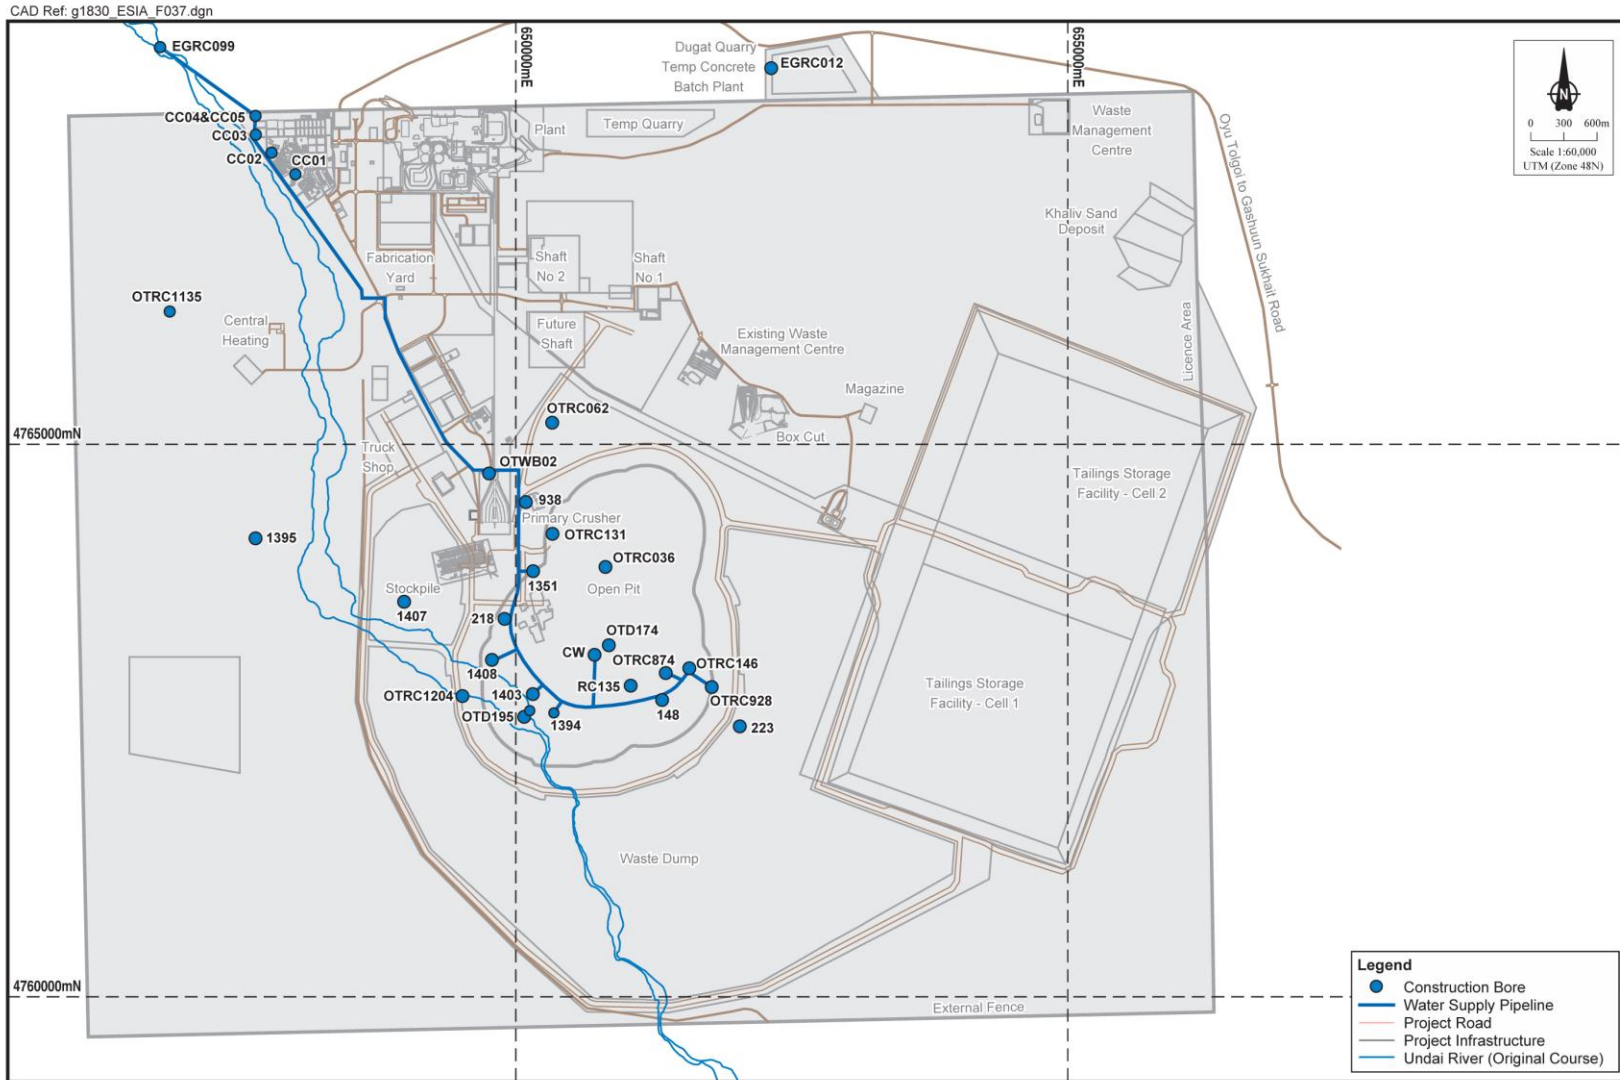 CAD Ref: g1830_ESIA_F037.dgn
EGRC099
650000mE
Dugat Quarry
Temp Concrete
Batch Plant
EGRC012
655000mE
N
0 300 600m
Scale 1:60,000
UTM (Zone 48N)
CC04&CC05
CC03
CC02
CC01
Plant
Temp Quarry
Waste
Management
Centre
Oyu Tolgoi to Gashuun Sukhait Road
Khaliv Sand
Deposit
Fabrication
Yard
Shaft
No 2
Shaft
No 1
OTRC1135
Central
Heating
Future
Shaft
Existing Waste
Management Centre
Licence Area
Magazine
OTRC062
Box Cut
4765000mN
Truck
Shop
OTWB02
Tailings Storage
Facility - Cell 2
938
Primary Crusher
OTRC131
1395
OTRC036
1351
Open Pit
Stockpile
1407
218
OTD174
CW
OTRC874
OTRC146
1408
RC135
OTRC1204
1403
OTRC928
OTD195
1394
148
223
Tailings Storage
Facility - Cell 1
Waste Dump
4760000mN
External Fence
Legend
Construction Bore
Water Supply Pipeline
Project Road
Project Infrastructure
Undai River (Original Course)